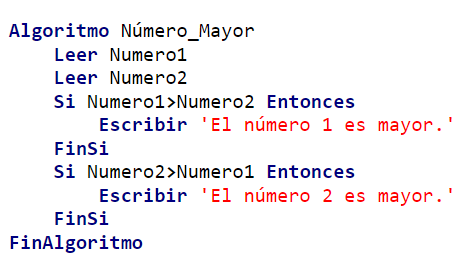 Algoritmo Número_Mayor
    Leer Numero1
    Leer Numero2
    Si Numero1>Numero2 Entonces
        Escribir 'El número 1 es mayor.'
    FinSi
    Si Numero2>Numero1 Entonces
        Escribir 'El número 2 es mayor.'
    FinSi
FinAlgoritmo